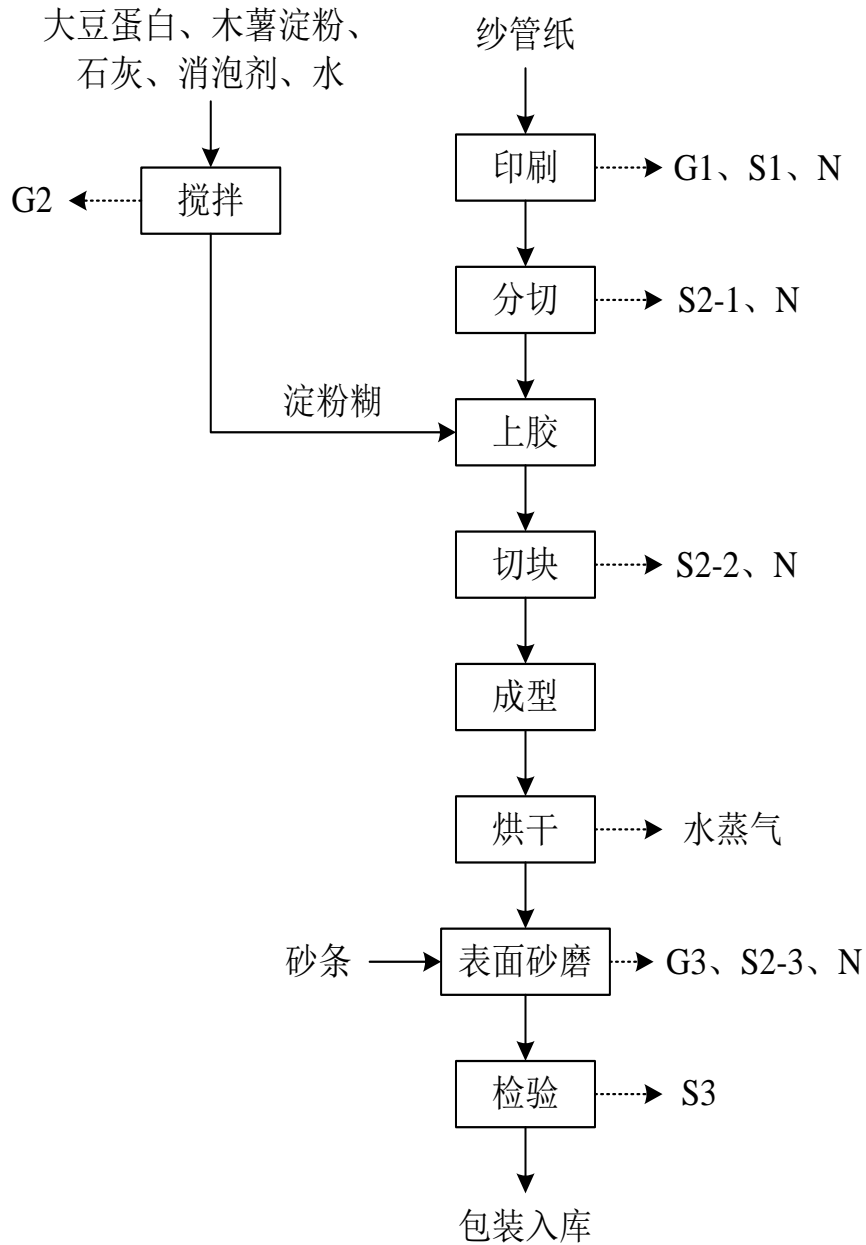 大豆蛋白、木薯淀粉、
石灰、消泡剂、水
纱管纸
印刷
G1、S1、N
G2
搅拌
分切
S2-1、N
淀粉糊
上胶
切块
S2-2、N
成型
烘干
水蒸气
砂条
表面砂磨
G3、S2-3、N
检验
S3
包装入库